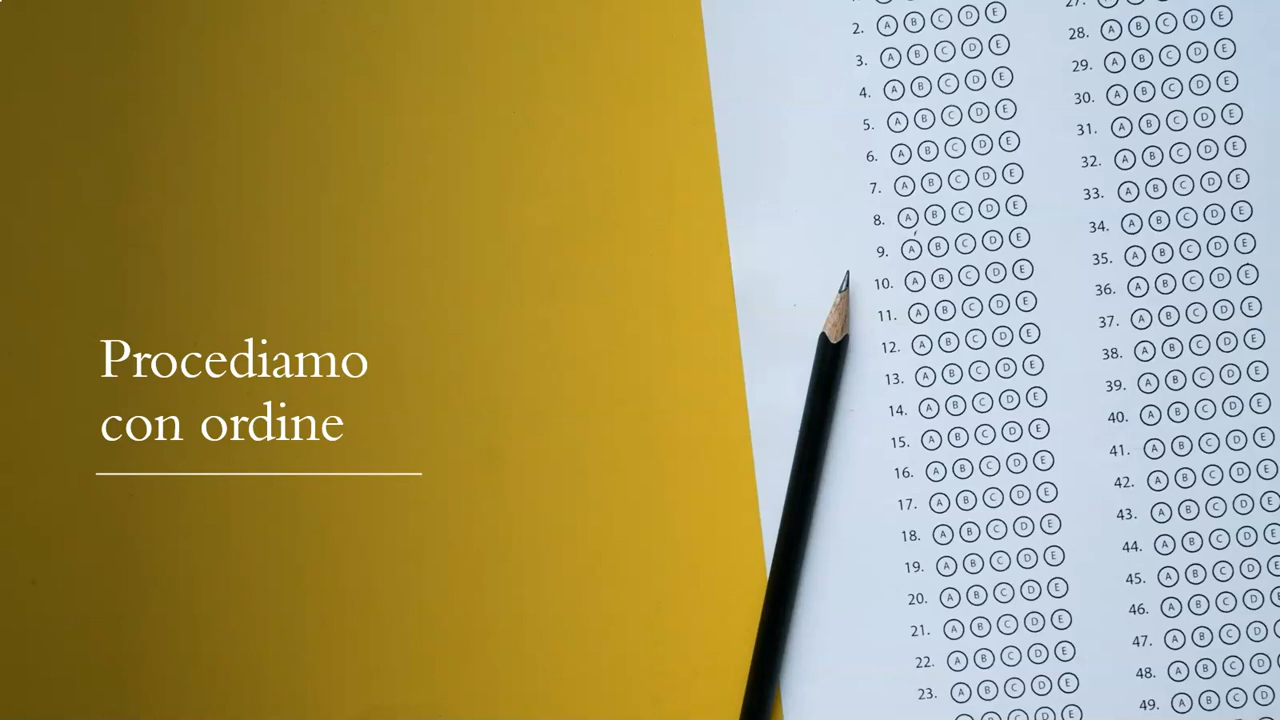 Procediamo
con ordine
2. A B C D E
3. A B C D E
4. A B C D E
5. A B C D E
6. A B C D E
7. A B C D E
8. A B C D E
9. A B C D E
10. A B C D E
11. A B C D E
12. A B C D E
13. A B C D E
14. A B C D E
15. A B C D E
16. A B C D E
17. A B C D E
18. A B C D E
19. A B C D E
20. A B C D E
21. A B C D E
22. A B C D E
23. A B C D E
27.
28. A B C D E
29. A B C D E
30. A B C D E
31. A B C D E
32. A B C D E
33. A B C D E
34. A B C D E
35. A B C D E
36. A B C D E
37. A B C D E
38. A B C D E
39. A B C D E
40. A B C D E
41. A B C D E
42. A B C D E
43. A B C D E
44. A B C D E
45. A B C D E
46. A B C D
47. A B C D
48. A B C D
49. A B C D